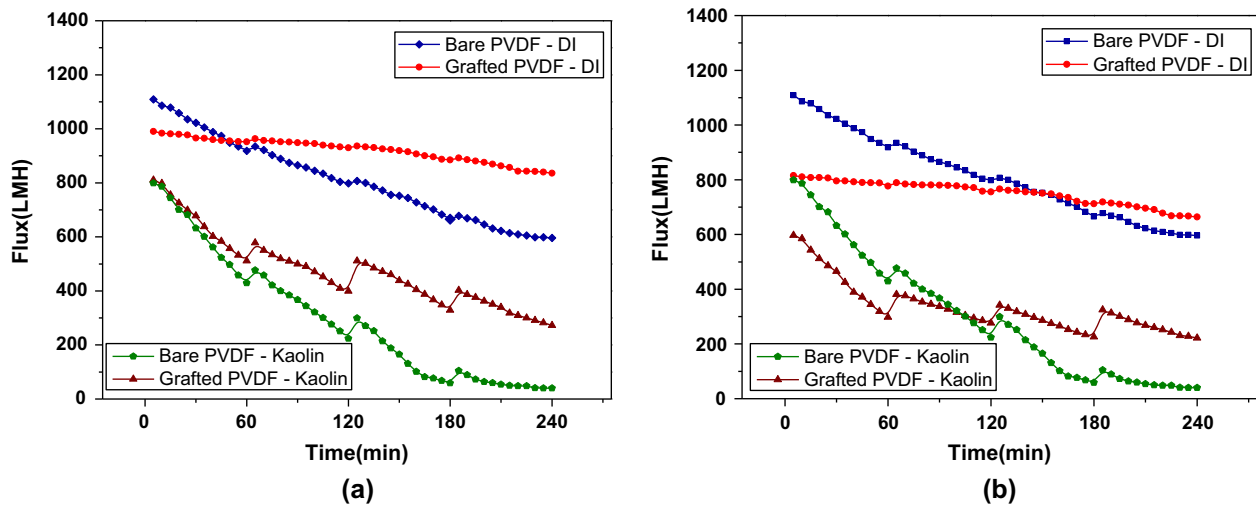 1400
1200
1000
800
600
400
200
0
Flux(LMH)
Bare PVDF - DI
Grafted PVDF - DI
Bare PVDF - Kaolin
Grafted PVDF - Kaolin
0 60 120 180 240
Time(min)
(a)
1400
1200
1000
800
600
400
200
0
Flux(LMH)
Bare PVDF - DI
Grafted PVDF - DI
Bare PVDF - Kaolin
Grafted PVDF - Kaolin
0 60 120 180 240
Time(min)
(b)